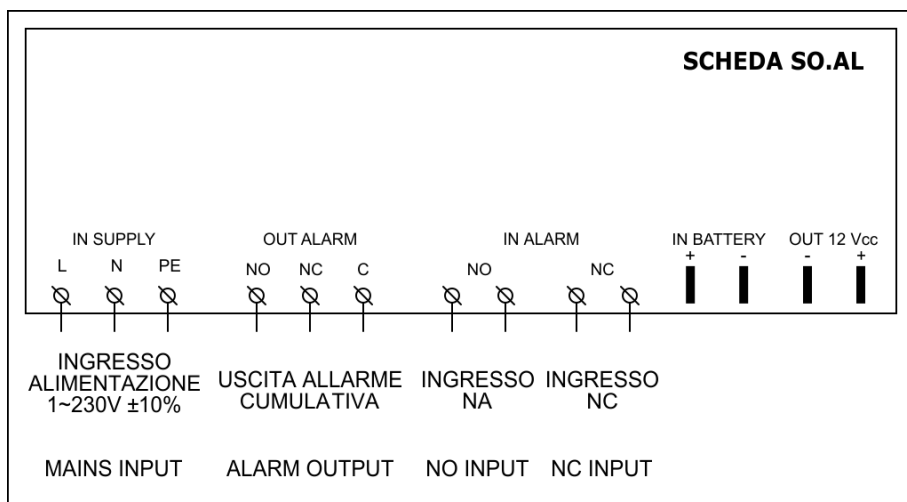 SCHEDA SO.AL
IN SUPPLY OUT ALARM IN ALARM IN BATTERY OUT 12 Vcc
L N PE NO NC C NO NC + - - +
INGRESSO
ALIMENTAZIONE
1~230V ±10%
USCITA ALLARME
CUMULATIVA
INGRESSO
NA
INGRESSO
NC
MAINS INPUT ALARM OUTPUT NO INPUT NC INPUT